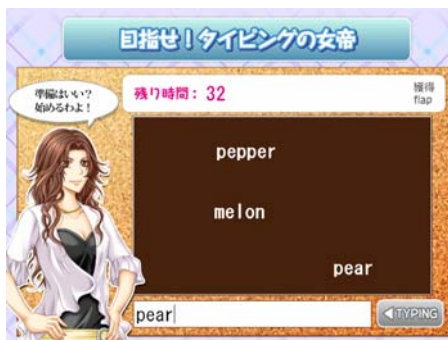 目指せ！タイピングの女帝
準備はいい？
始めるわよ！
残り時間： 32
獲得
flap
pepper
melon
pear
pear
TYPING